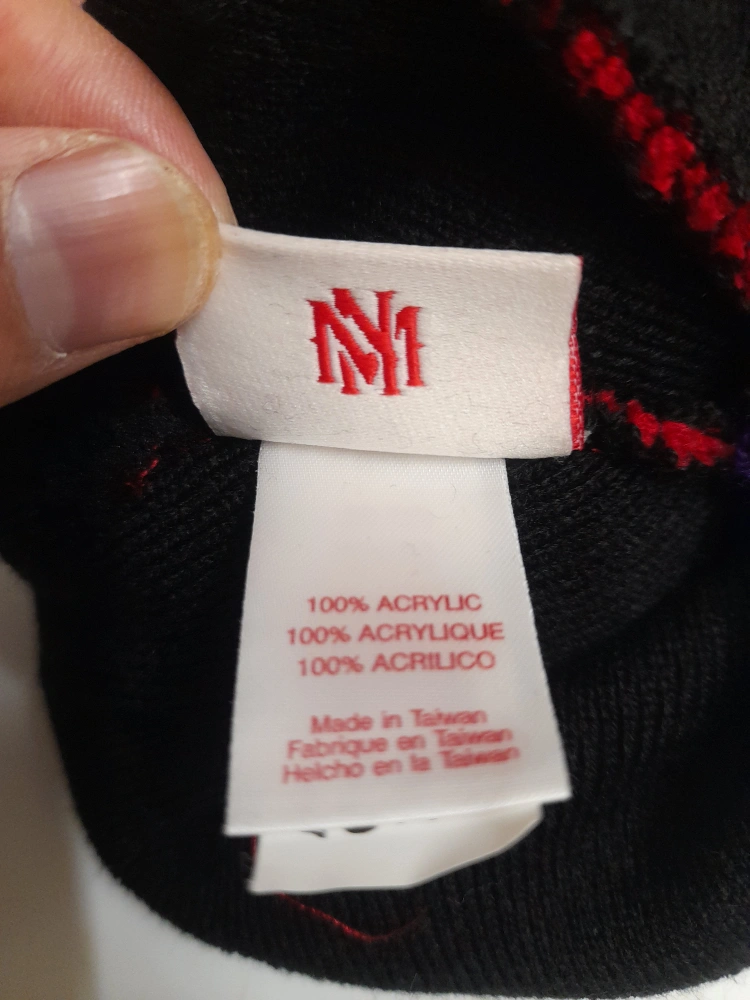 100% ACRYLIC
100% ACRYLIQUE
100% ACRILICO
Made in Taiwan
Fabrique en Taiwan
Helcho en la Taiwan